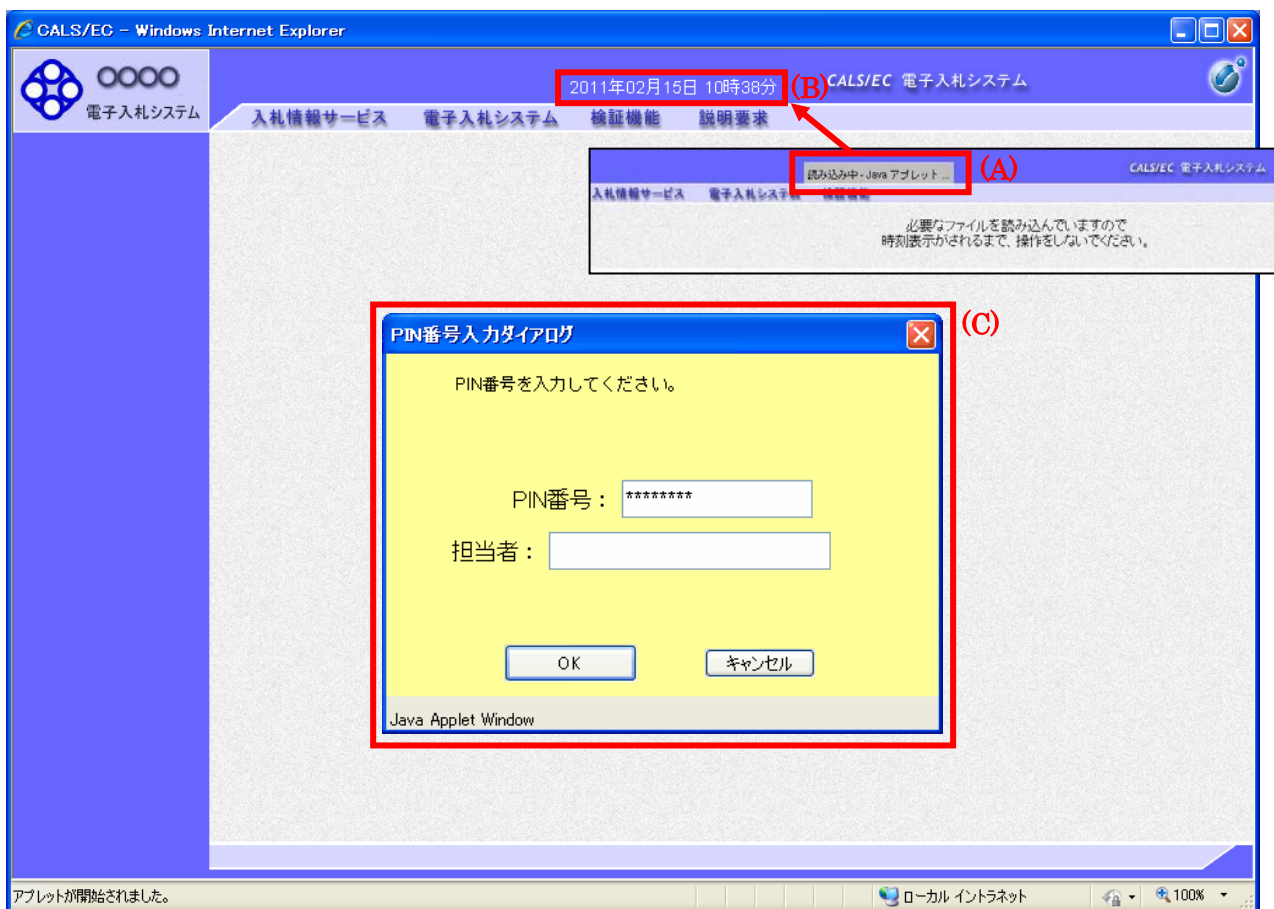 CALS/EC - Windows Internet Explorer
OOOO
電子入札システム
2011年02月15日 10時38分
(B)
CALS/EC 電子入札システム
入札情報サービス 電子入札システム 検証機能 説明要求
読み込み中 - Java アプレット ...
(A)
CALS/EC 電子入札システム
入札情報サービス 電子入札システム 検証機能
必要なファイルを読み込んでいますので
時刻表示がされるまで、操作をしないでください。
(C)
PIN番号入力ダイアログ
PIN番号を入力してください。
PIN番号: ********
担当者:
OK キャンセル
Java Applet Window
アプレットが開始されました。 ローカル イントラネット 100%